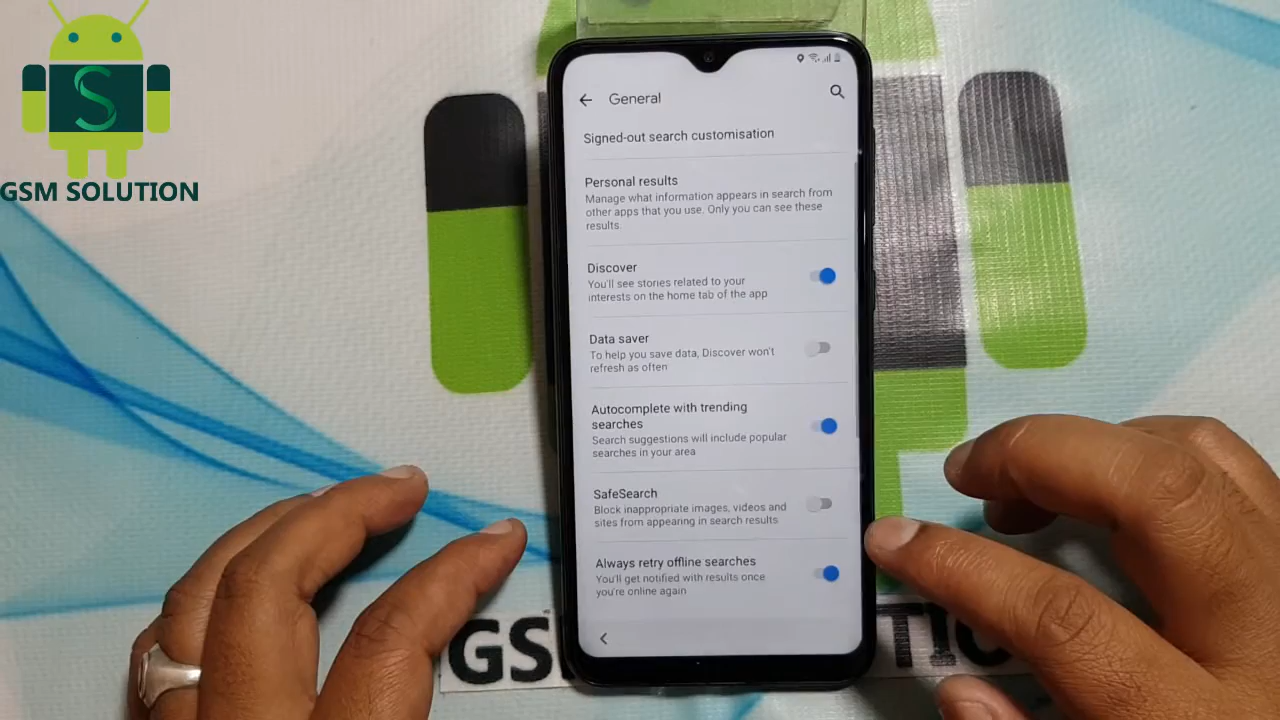 S
GSM SOLUTION
General
Signed-out search customisation
Personal results
Manage what information appears in search from
other apps that you use. Only you can see these
results.
Discover
You'll see stories related to your
interests on the home tab of the app
Data saver
To help you save data, Discover won't
refresh as often
Autocomplete with trending
searches
Search suggestions will include popular
searches in your area
SafeSearch
Block inappropriate images, videos and
sites from appearing in search results
Always retry offline searches
You'll get notified with results once
you're online again